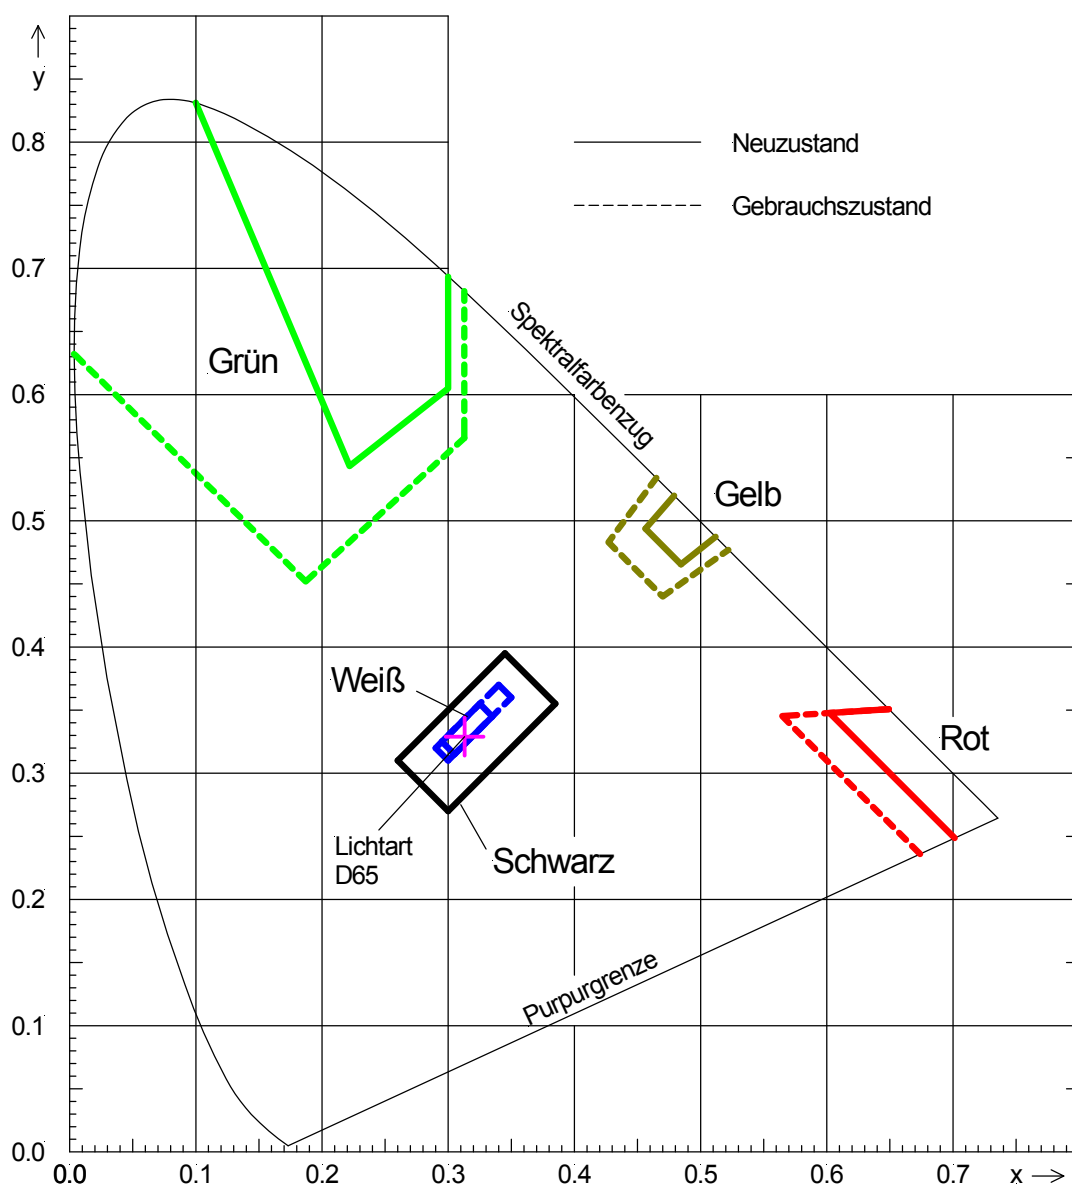 y
0.8
0.7
0.6
0.5
0.4
0.3
0.2
0.1
0.0
0.0
0.1
0.2
0.3
0.4
0.5
0.6
0.7
x
Neuzustand
Gebrauchszustand
Spektralfarbenzug
Grün
Gelb
Weiß
Rot
Lichtart
D65
Schwarz
Purpurgrenze